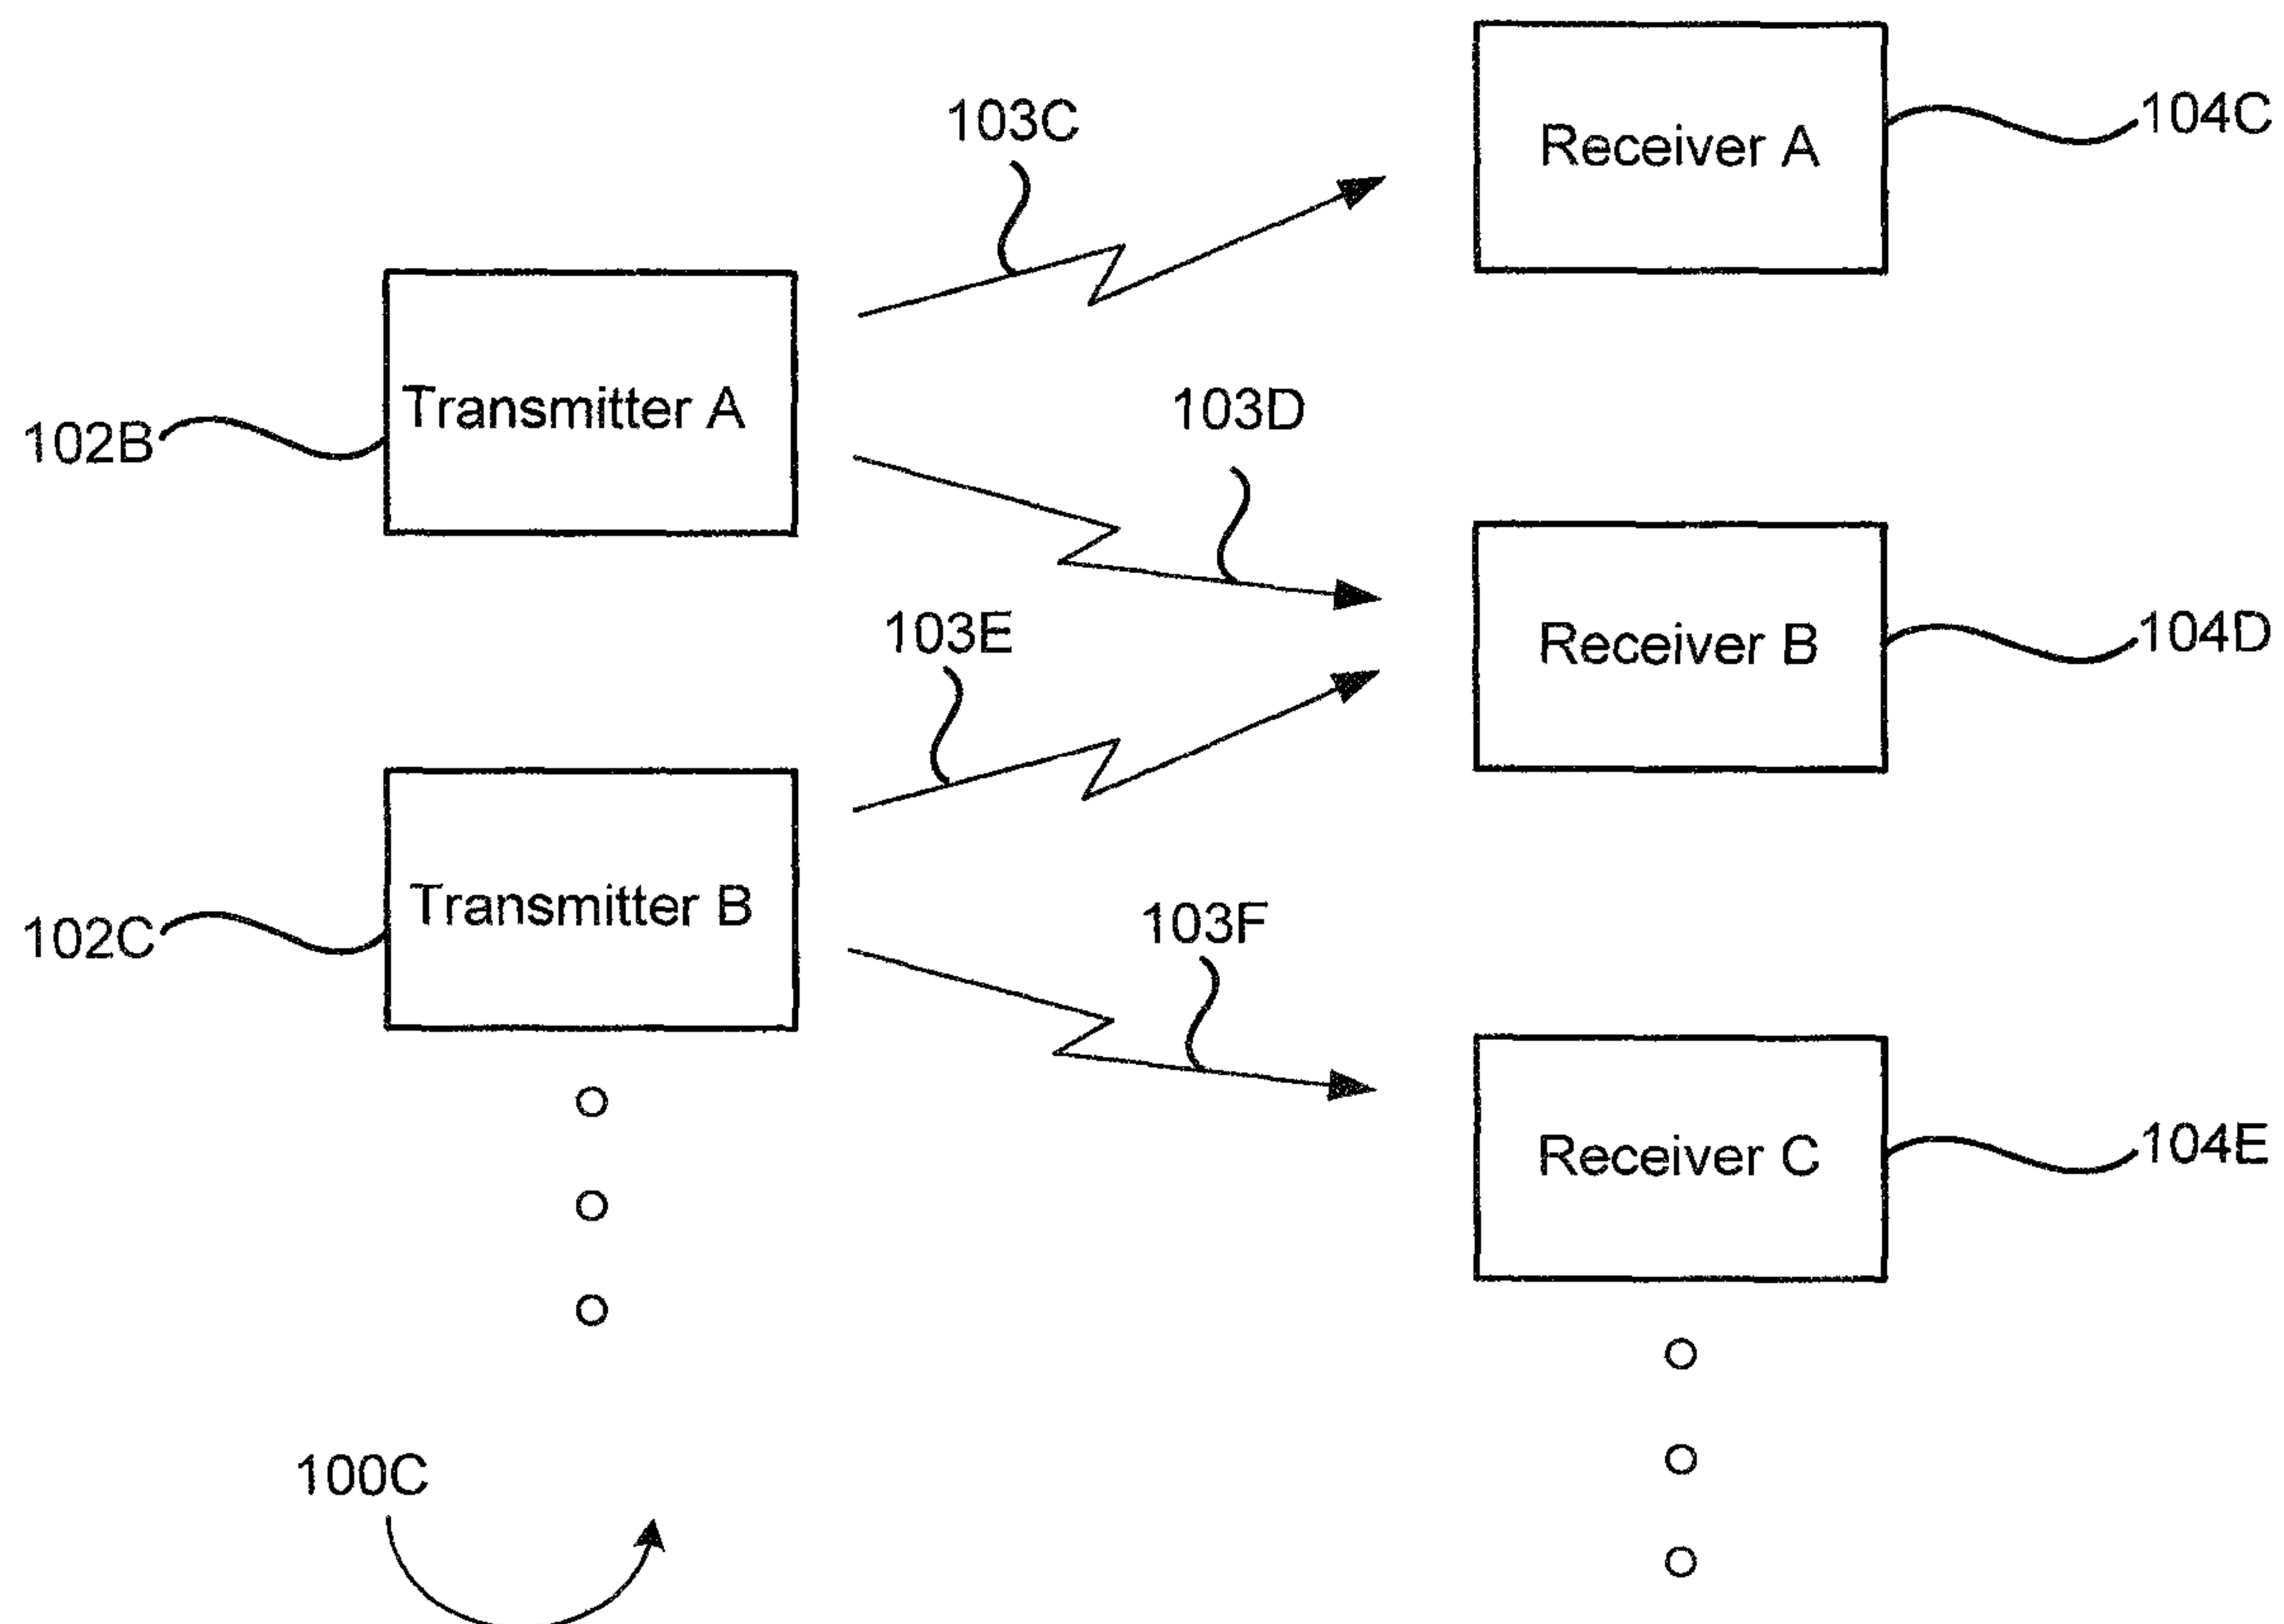 103C
Receiver A
104C
Transmitter A
102B
103D
103E
Receiver B
104D
Transmitter B
102C
103F
Receiver C
104E
100C